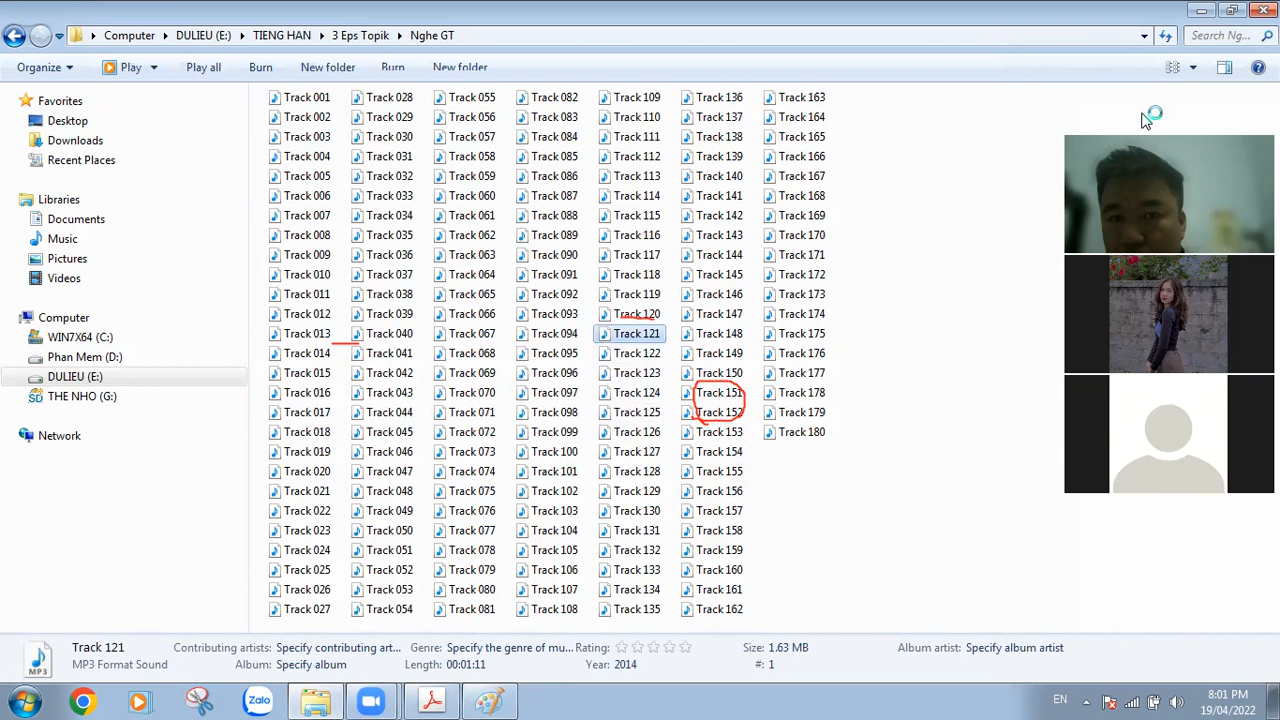 Computer ▸ DULIEU (E:) ▸ TIENG HAN ▸ 3 Eps Topik ▸ Nghe GT
Search Ng...
Organize Play Play all Burn New folder Burn New folder
Favorites
Desktop
Downloads
Recent Places
Libraries
Documents
Music
Pictures
Videos
Computer
WIN7X64 (C:)
Phan Mem (D:)
DULIEU (E:)
THE NHO (G:)
Network
Track 001 Track 028 Track 055 Track 082 Track 109 Track 136 Track 163
Track 002 Track 029 Track 056 Track 083 Track 110 Track 137 Track 164
Track 003 Track 030 Track 057 Track 084 Track 111 Track 138 Track 165
Track 004 Track 031 Track 058 Track 085 Track 112 Track 139 Track 166
Track 005 Track 032 Track 059 Track 086 Track 113 Track 140 Track 167
Track 006 Track 033 Track 060 Track 087 Track 114 Track 141 Track 168
Track 007 Track 034 Track 061 Track 088 Track 115 Track 142 Track 169
Track 008 Track 035 Track 062 Track 089 Track 116 Track 143 Track 170
Track 009 Track 036 Track 063 Track 090 Track 117 Track 144 Track 171
Track 010 Track 037 Track 064 Track 091 Track 118 Track 145 Track 172
Track 011 Track 038 Track 065 Track 092 Track 119 Track 146 Track 173
Track 012 Track 039 Track 066 Track 093 Track 120 Track 147 Track 174
Track 013 Track 040 Track 067 Track 094 Track 121 Track 148 Track 175
Track 014 Track 041 Track 068 Track 095 Track 122 Track 149 Track 176
Track 015 Track 042 Track 069 Track 096 Track 123 Track 150 Track 177
Track 016 Track 043 Track 070 Track 097 Track 124 Track 151 Track 178
Track 017 Track 044 Track 071 Track 098 Track 125 Track 152 Track 179
Track 018 Track 045 Track 072 Track 099 Track 126 Track 153 Track 180
Track 019 Track 046 Track 073 Track 100 Track 127 Track 154
Track 020 Track 047 Track 074 Track 101 Track 128 Track 155
Track 021 Track 048 Track 075 Track 102 Track 129 Track 156
Track 022 Track 049 Track 076 Track 103 Track 130 Track 157
Track 023 Track 050 Track 077 Track 104 Track 131 Track 158
Track 024 Track 051 Track 078 Track 105 Track 132 Track 159
Track 025 Track 052 Track 079 Track 106 Track 133 Track 160
Track 026 Track 053 Track 080 Track 107 Track 134 Track 161
Track 027 Track 054 Track 081 Track 108 Track 135 Track 162
Track 121 Contributing artists: Specify contributing art... Genre: Specify the genre of mu... Rating: Size: 1.63 MB Album artist: Specify album artist
MP3 Format Sound Album: Specify album Length: 00:01:11 Year: 2014 #: 1
MP3
Zalo
EN
8:01 PM
19/04/2022